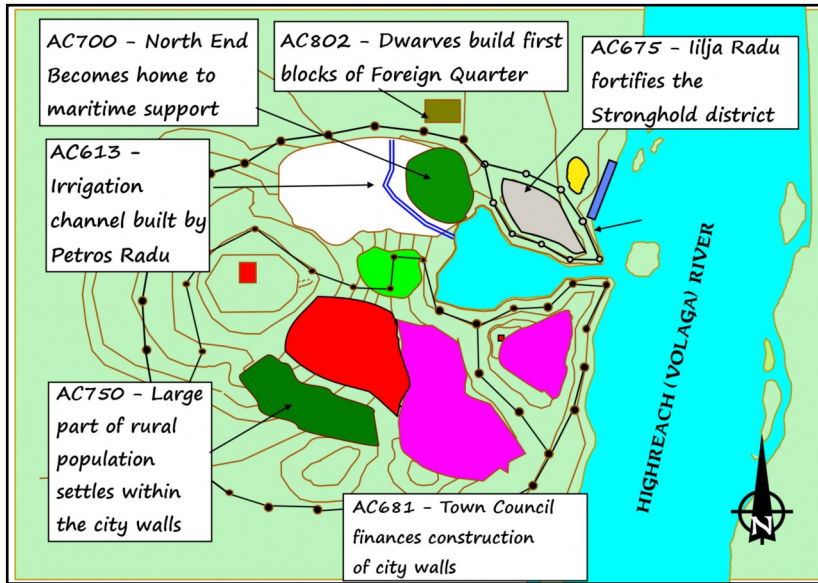 AC700 - North End
Becomes home to
maritime support
AC802 - Dwarves build first
blocks of Foreign Quarter
AC675 - Iilja Radu
fortifies the
Stronghold district
AC613 -
Irrigation
channel built by
Petros Radu
AC750 - Large
part of rural
population
settles within
the city walls
AC681 - Town Council
finances construction
of city walls
HIGHREACH (VOLAGA) RIVER
N